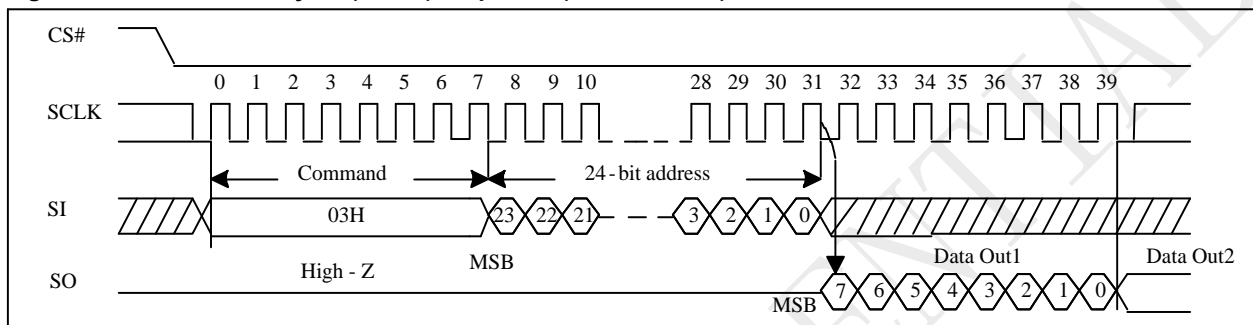 CS#
0 1 2 3 4 5 6 7 8 9 10 28 29 30 31 32 33 34 35 36 37 38 39
SCLK
Command 24-bit address
SI 03H 23 22 21 3 2 1 0
High - Z MSB Data Out1 Data Out2
SO MSB 7 6 5 4 3 2 1 0
ENTIAL